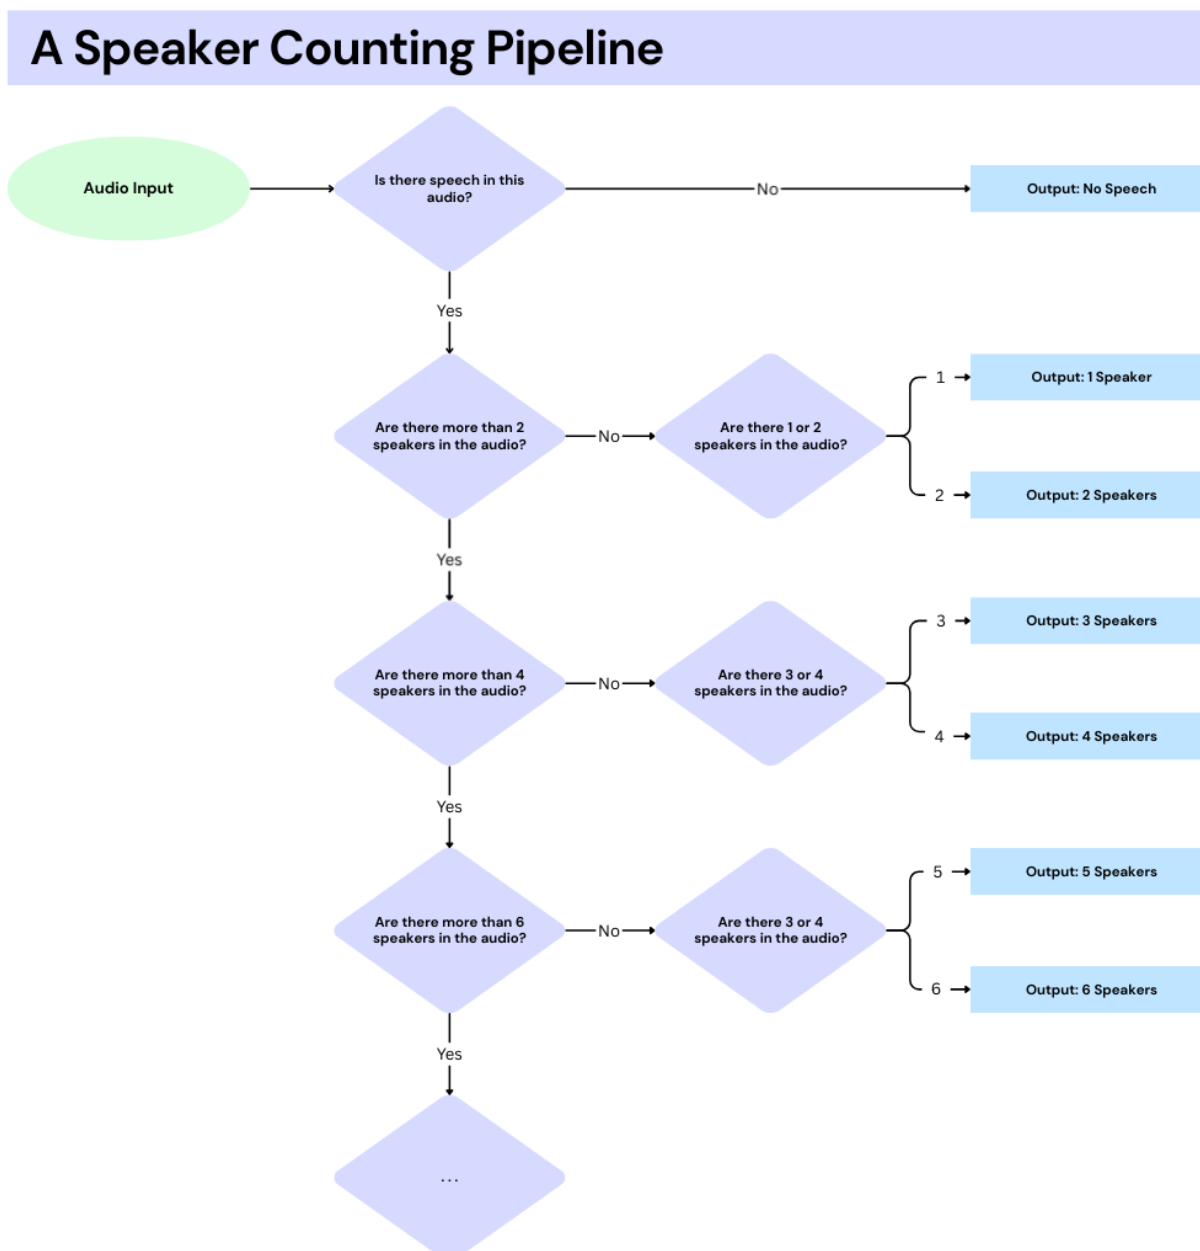 A Speaker Counting Pipeline
Audio Input
Is there speech in this
audio?
No
Output: No Speech
Yes
Are there more than 2
speakers in the audio?
No
Are there 1 or 2
speakers in the audio?
1
Output: 1 Speaker
2
Output: 2 Speakers
Yes
Are there more than 4
speakers in the audio?
No
Are there 3 or 4
speakers in the audio?
3
Output: 3 Speakers
4
Output: 4 Speakers
Yes
Are there more than 6
speakers in the audio?
No
Are there 3 or 4
speakers in the audio?
5
Output: 5 Speakers
6
Output: 6 Speakers
Yes
...